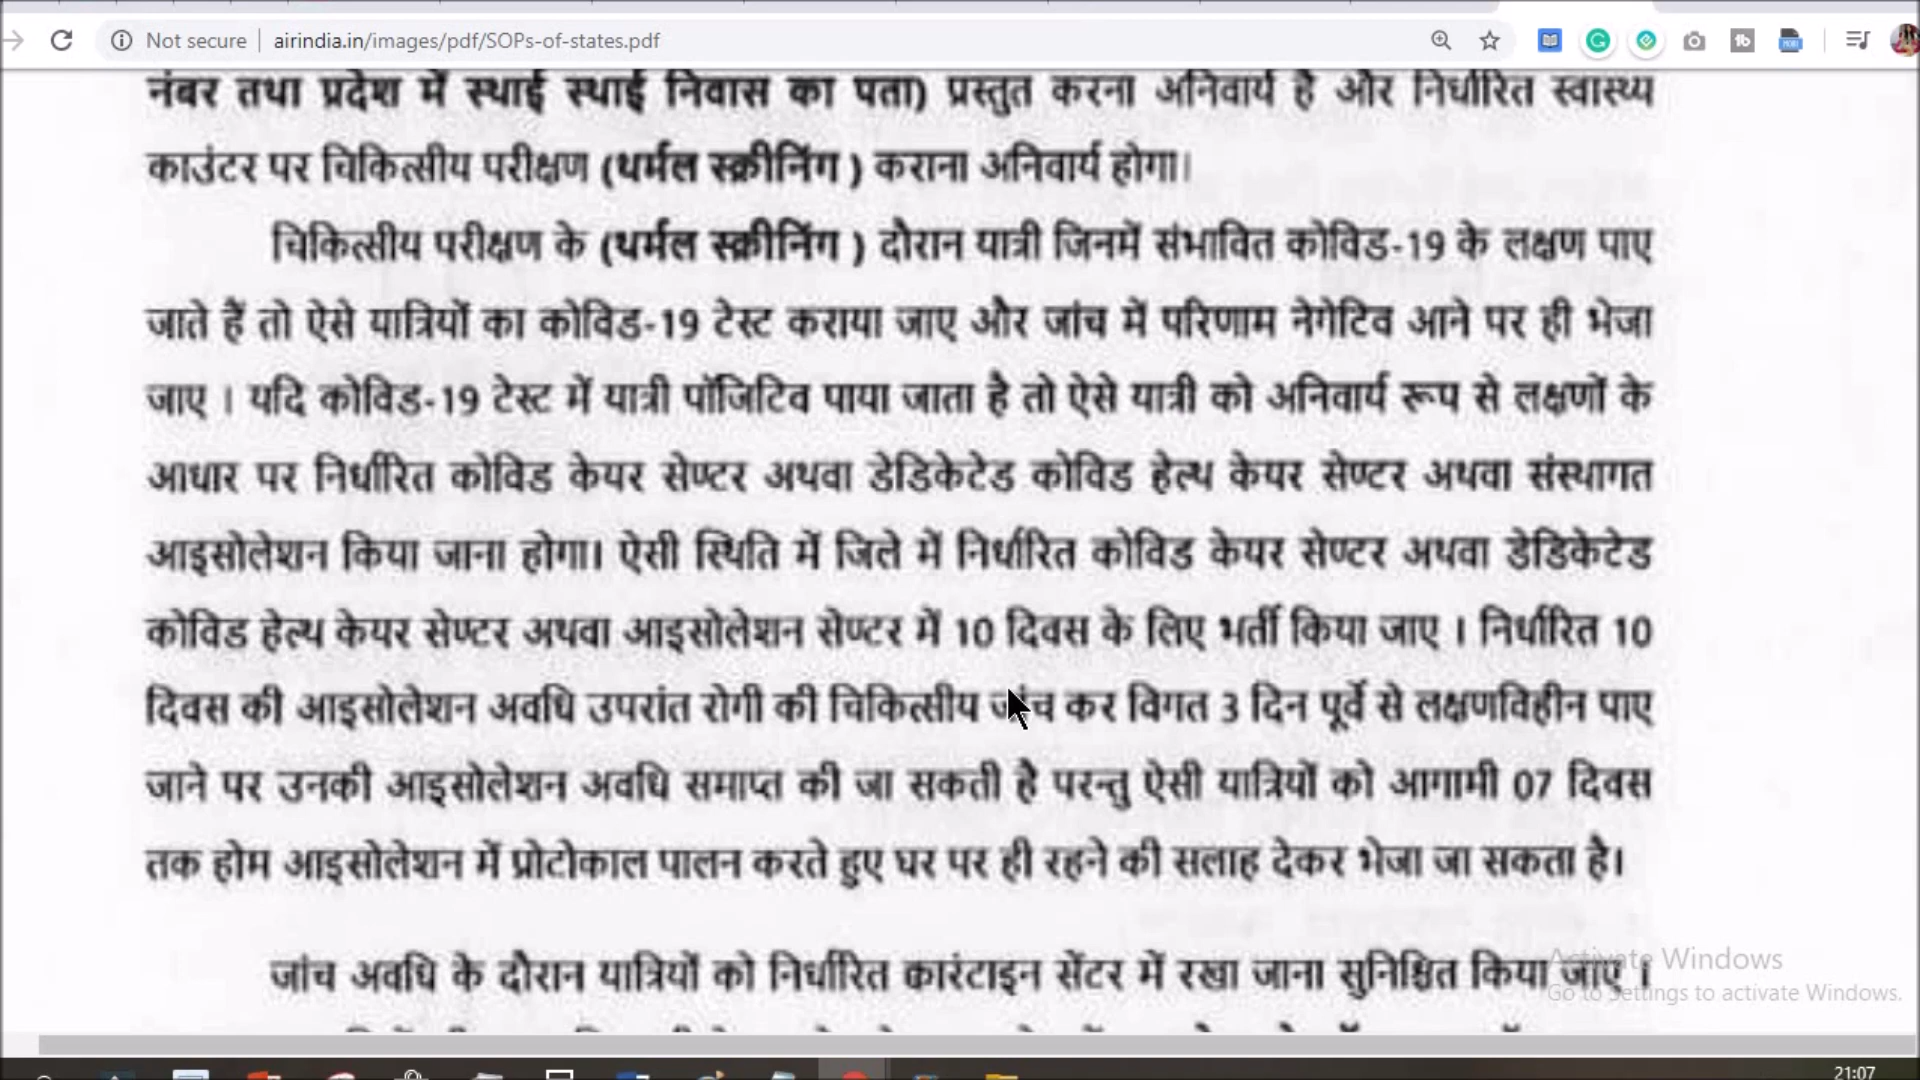 Not secure airindia.in/images/pdf/SOPs-of-states.pdf
नंबर तथा प्रदेश में स्थाई स्थाई निवास का पता) प्रस्तुत करना अनिवार्य है और निर्धारित स्वास्थ्य
काउंटर पर चिकित्सीय परीक्षण (थर्मल स्क्रीनिंग ) कराना अनिवार्य होगा।
चिकित्सीय परीक्षण के (थर्मल स्क्रीनिंग ) दौरान यात्री जिनमें संभावित कोविड-19 के लक्षण पाए
जाते हैं तो ऐसे यात्रियों का कोविड-19 टेस्ट कराया जाए और जांच में परिणाम नेगेटिव आने पर ही भेजा
जाए । यदि कोविड-19 टेस्ट में यात्री पॉजिटिव पाया जाता है तो ऐसे यात्री को अनिवार्य रूप से लक्षणों के
आधार पर निर्धारित कोविड केयर सेण्टर अथवा डेडिकेटेड कोविड हेल्थ केयर सेण्टर अथवा संस्थागत
आइसोलेशन किया जाना होगा। ऐसी स्थिति में जिले में निर्धारित कोविड केयर सेण्टर अथवा डेडिकेटेड
कोविड हेल्थ केयर सेण्टर अथवा आइसोलेशन सेण्टर में 10 दिवस के लिए भर्ती किया जाए । निर्धारित 10
दिवस की आइसोलेशन अवधि उपरांत रोगी की चिकित्सीय जांच कर विगत 3 दिन पूर्व से लक्षणविहीन पाए
जाने पर उनकी आइसोलेशन अवधि समाप्त की जा सकती है परन्तु ऐसी यात्रियों को आगामी 07 दिवस
तक होम आइसोलेशन में प्रोटोकाल पालन करते हुए घर पर ही रहने की सलाह देकर भेजा जा सकता है।
जांच अवधि के दौरान यात्रियों को निर्धारित क्वारंटाइन सेंटर में रखा जाना सुनिश्चित किया जाए ।
Activate Windows
Go to Settings to activate Windows.
21:07